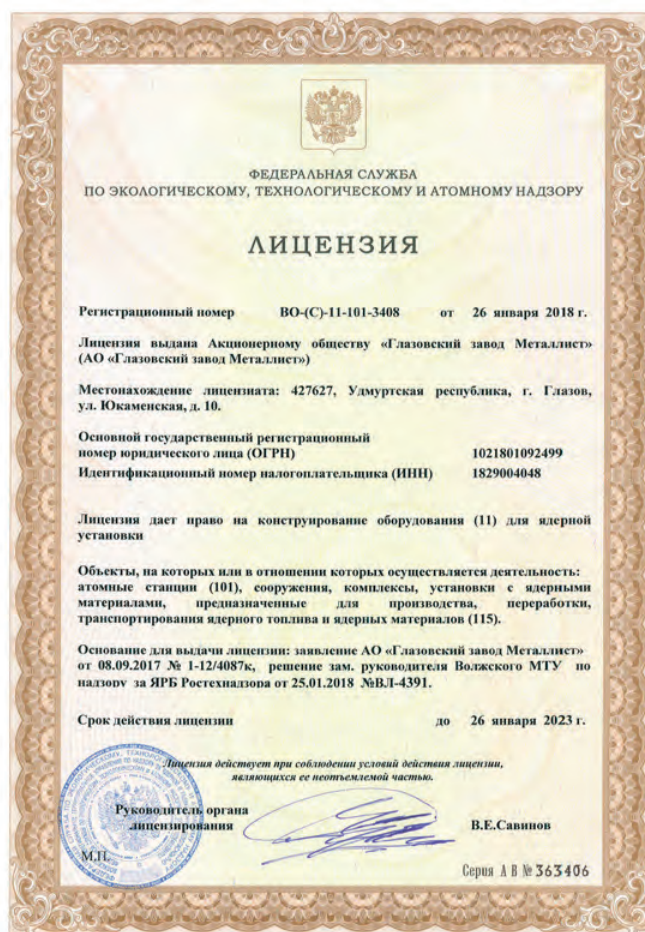 ФЕДЕРАЛЬНАЯ СЛУЖБА
ПО ЭКОЛОГИЧЕСКОМУ, ТЕХНОЛОГИЧЕСКОМУ И АТОМНОМУ НАДЗОРУ
ЛИЦЕНЗИЯ
Регистрационный номер ВО-(С)-11-101-3408 от 26 января 2018 г.
Лицензия выдана Акционерному обществу «Глазовский завод Металлист»
(АО «Глазовский завод Металлист»)
Местонахождение лицензиата: 427627, Удмуртская республика, г. Глазов,
ул. Юкаменская, д. 10.
Основной государственный регистрационный
номер юридического лица (ОГРН) 1021801092499
Идентификационный номер налогоплательщика (ИНН) 1829004048
Лицензия дает право на конструирование оборудования (11) для ядерной
установки
Объекты, на которых или в отношении которых осуществляется деятельность:
атомные станции (101), сооружения, комплексы, установки с ядерными
материалами, предназначенные для производства, переработки,
транспортирования ядерного топлива и ядерных материалов (115).
Основание для выдачи лицензии: заявление АО «Глазовский завод Металлист»
от 08.09.2017 № 1-12/4087к, решение зам. руководителя Волжского МТУ по
надзору за ЯРБ Ростехнадзора от 25.01.2018 №ВЛ-4391.
Срок действия лицензии до 26 января 2023 г.
Лицензия действует при соблюдении условий действия лицензии,
являющихся ее неотъемлемой частью.
Руководитель органа
лицензирования В.Е.Савинов
М.П.
Серия А В № 363406